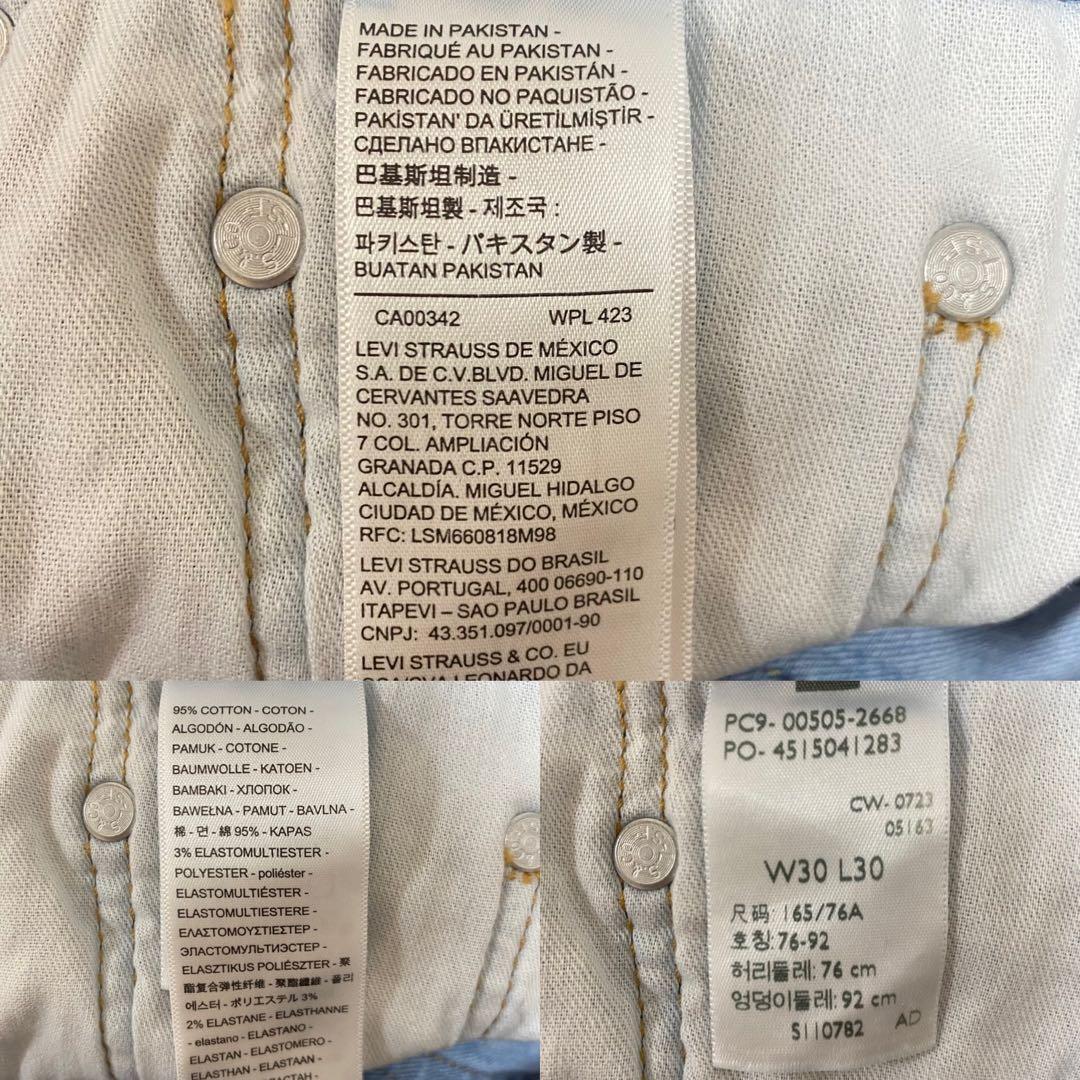 MADE IN PAKISTAN -
FABRIQUÉ AU PAKISTAN -
FABRICADO EN PAKISTÁN -
FABRICADO NO PAQUISTÃO -
PAKİSTAN' DA ÜRETİLMİŞTİR -
СДЕЛАНО ВПАКИСТАНЕ -
巴基斯坦制造 -
巴基斯坦製 - 제조국 :
파키스탄 - パキスタン製 -
BUATAN PAKISTAN
CA00342 WPL 423
LEVI STRAUSS DE MÉXICO
S.A. DE C.V.BLVD. MIGUEL DE
CERVANTES SAAVEDRA
NO. 301, TORRE NORTE PISO
7 COL. AMPLIACIÓN
GRANADA C.P. 11529
ALCALDÍA. MIGUEL HIDALGO
CIUDAD DE MÉXICO, MÉXICO
RFC: LSM660818M98
LEVI STRAUSS DO BRASIL
AV. PORTUGAL, 400 06690-110
ITAPEVI – SAO PAULO BRASIL
CNPJ: 43.351.097/0001-90
LEVI STRAUSS & CO. EU
LEONARDO DA
95% COTTON - COTON -
ALGODÓN - ALGODÃO -
PAMUK - COTONE -
BAUMWOLLE - KATOEN -
BAMBAKI - ХЛОПОК -
BAWEŁNA - PAMUT - BAVLNA -
棉 - 면 - 綿 95% - KAPAS
3% ELASTOMULTIESTER -
POLYESTER - poliéster -
ELASTOMULTIÉSTER -
ELASTOMULTIESTERE -
ΕΛΑΣΤΟΜΟΥΣΤΙΕΣΤΕΡ -
ЭЛАСТОМУЛЬТИЭСТЕР -
ELASZTIKUS POLIÉSZTER - 聚
酯复合弹性纤维 - 聚酯纖維 - 폴리
에스터 - ポリエステル 3%
2% ELASTANE - ELASTHANNE
- elastano - ELASTANO -
ELASTAN - ELASTOMERO -
ELASTHAN - ELASTAAN -
PC9- 00505-2668
PO- 4515041283
CW- 0723
05163
W30 L30
尺码: 165/76A
호칭: 76-92
허리둘레: 76 cm
엉덩이둘레: 92 cm
S110782 AD